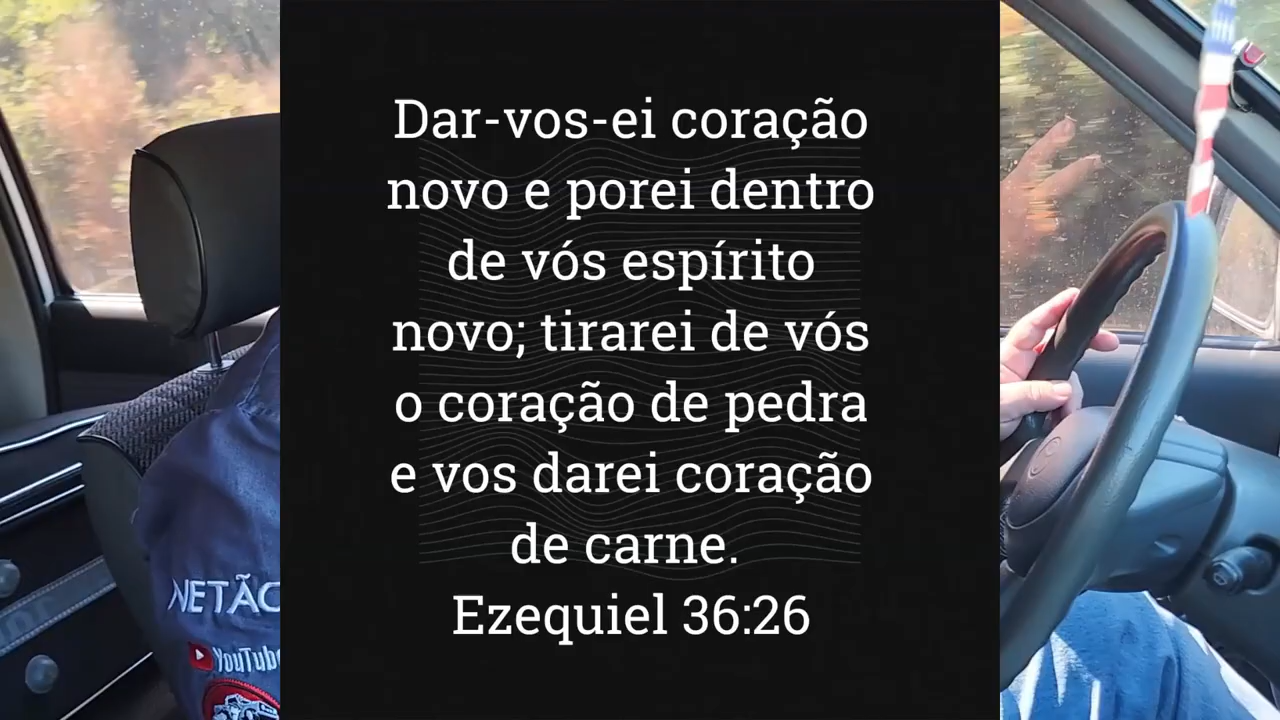 Dar-vos-ei coração
novo e porei dentro
de vós espírito
novo; tirarei de vós
o coração de pedra
e vos darei coração
de carne.
Ezequiel 36:26
NETÃO
YouTube